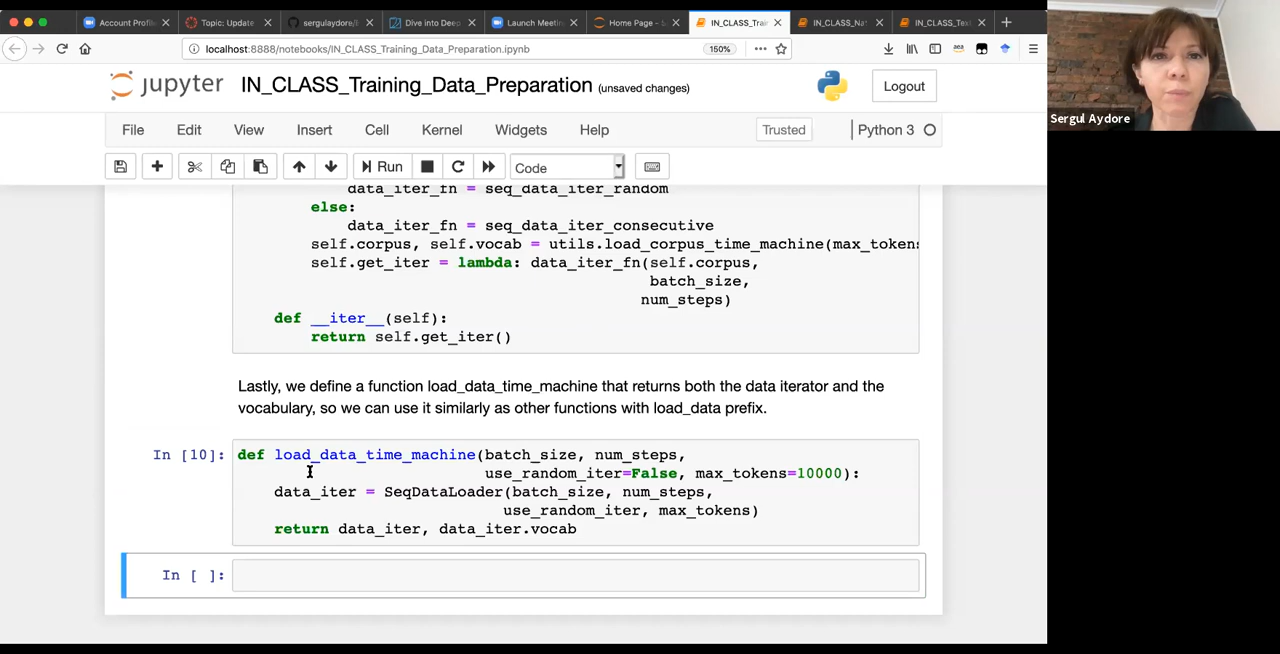 Account Profil
Topic: Update
sergulaydore/
Dive into Deep
Launch Meetin
Home Page - S
IN_CLASS_Trai
IN_CLASS_Na
IN_CLASS_Tex
localhost:8888/notebooks/IN_CLASS_Training_Data_Preparation.ipynb
150%
jupyter IN_CLASS_Training_Data_Preparation (unsaved changes)
Logout
Sergul Aydore
File Edit View Insert Cell Kernel Widgets Help
Trusted
Python 3
Run
Code
data_iter_fn = seq_data_iter_random
else:
data_iter_fn = seq_data_iter_consecutive
self.corpus, self.vocab = utils.load_corpus_time_machine(max_tokens
self.get_iter = lambda: data_iter_fn(self.corpus,
batch_size,
num_steps)
def __iter__(self):
return self.get_iter()
Lastly, we define a function load_data_time_machine that returns both the data iterator and the
vocabulary, so we can use it similarly as other functions with load_data prefix.
In [10]: def load_data_time_machine(batch_size, num_steps,
use_random_iter=False, max_tokens=10000):
data_iter = SeqDataLoader(batch_size, num_steps,
use_random_iter, max_tokens)
return data_iter, data_iter.vocab
In [ ]: